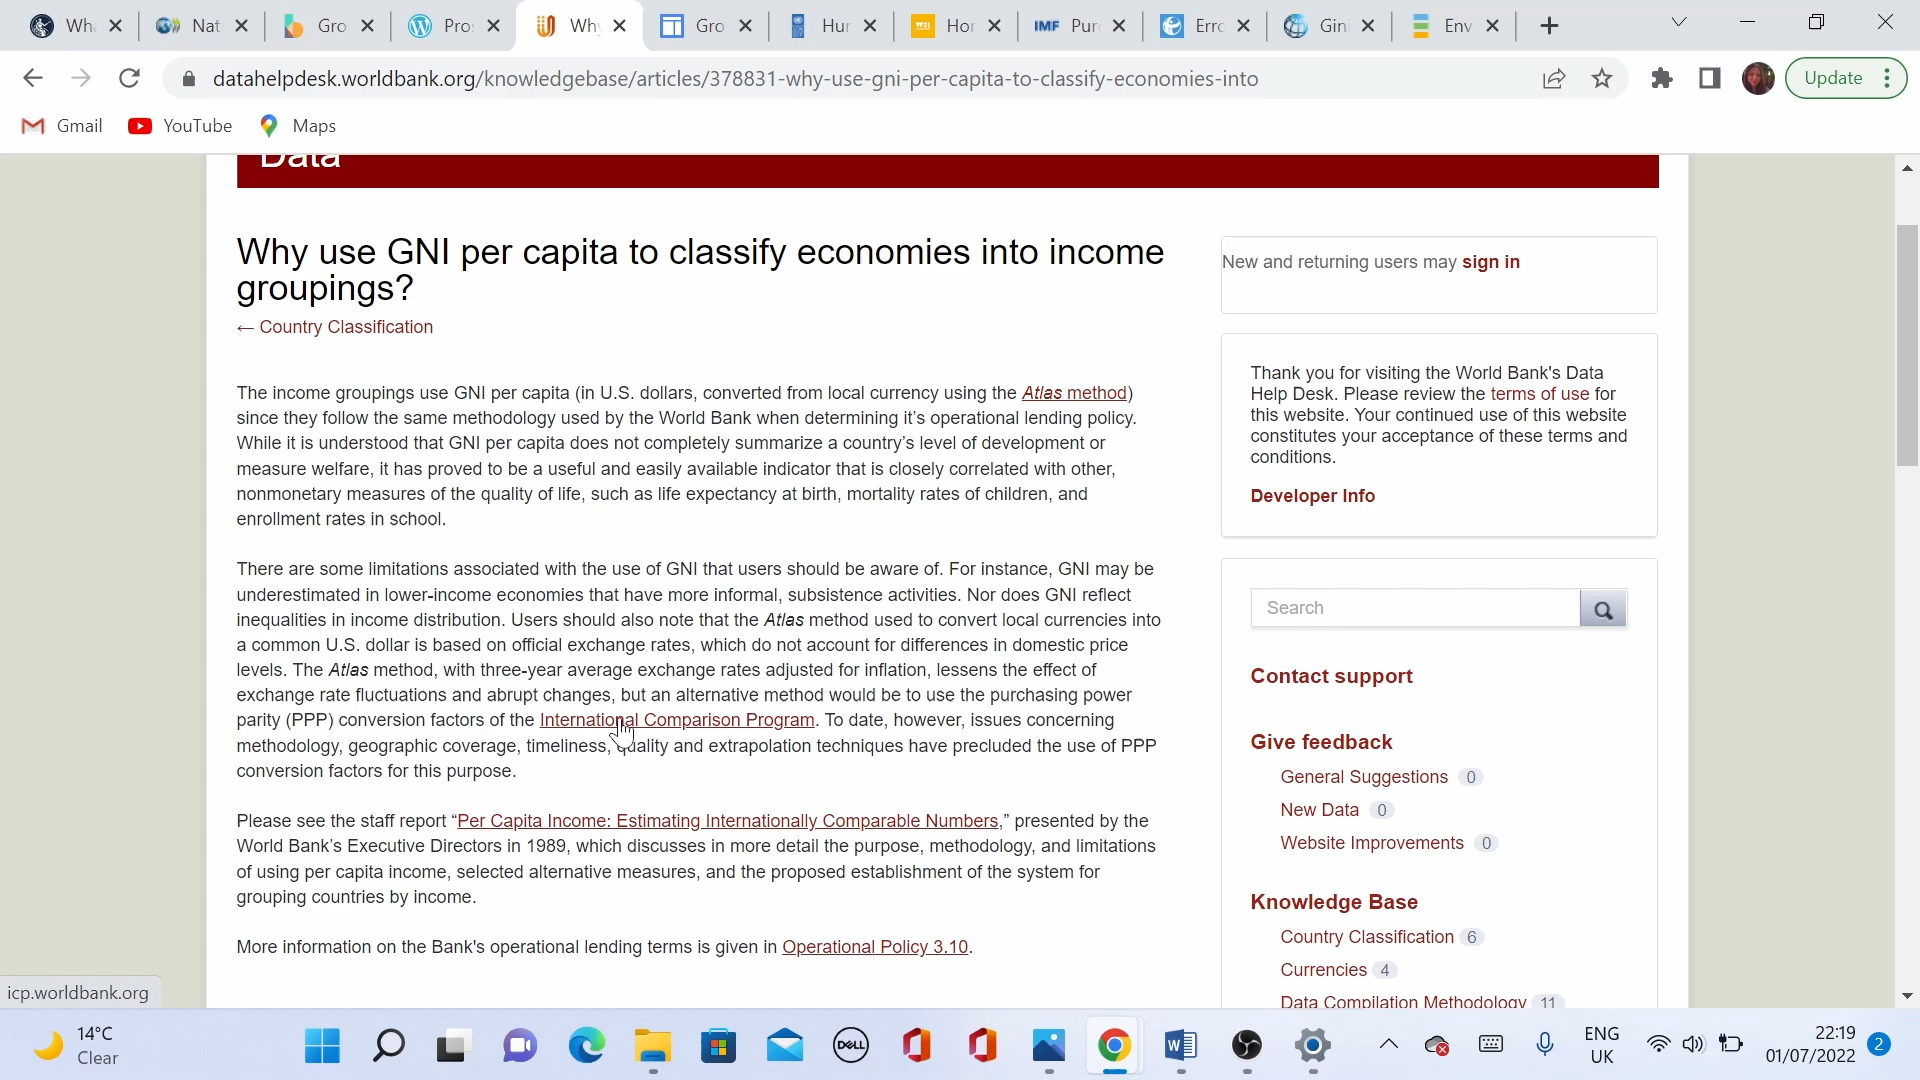 Wh
Nat
Gro
Pro
Why
Gro
Hur
Hor
IMF Pur
Erro
Gin
Env
datahelpdesk.worldbank.org/knowledgebase/articles/378831-why-use-gni-per-capita-to-classify-economies-into
Update
Gmail
YouTube
Maps
Data
Why use GNI per capita to classify economies into income
groupings?
← Country Classification
The income groupings use GNI per capita (in U.S. dollars, converted from local currency using the Atlas method)
since they follow the same methodology used by the World Bank when determining it's operational lending policy.
While it is understood that GNI per capita does not completely summarize a country's level of development or
measure welfare, it has proved to be a useful and easily available indicator that is closely correlated with other,
nonmonetary measures of the quality of life, such as life expectancy at birth, mortality rates of children, and
enrollment rates in school.
There are some limitations associated with the use of GNI that users should be aware of. For instance, GNI may be
underestimated in lower-income economies that have more informal, subsistence activities. Nor does GNI reflect
inequalities in income distribution. Users should also note that the Atlas method used to convert local currencies into
a common U.S. dollar is based on official exchange rates, which do not account for differences in domestic price
levels. The Atlas method, with three-year average exchange rates adjusted for inflation, lessens the effect of
exchange rate fluctuations and abrupt changes, but an alternative method would be to use the purchasing power
parity (PPP) conversion factors of the International Comparison Program. To date, however, issues concerning
methodology, geographic coverage, timeliness, quality and extrapolation techniques have precluded the use of PPP
conversion factors for this purpose.
Please see the staff report “Per Capita Income: Estimating Internationally Comparable Numbers,” presented by the
World Bank's Executive Directors in 1989, which discusses in more detail the purpose, methodology, and limitations
of using per capita income, selected alternative measures, and the proposed establishment of the system for
grouping countries by income.
More information on the Bank's operational lending terms is given in Operational Policy 3.10.
New and returning users may sign in
Thank you for visiting the World Bank's Data
Help Desk. Please review the terms of use for
this website. Your continued use of this website
constitutes your acceptance of these terms and
conditions.
Developer Info
Search
Contact support
Give feedback
General Suggestions 0
New Data 0
Website Improvements 0
Knowledge Base
Country Classification 6
Currencies 4
Data Compilation Methodology 11
icp.worldbank.org
14°C
Clear
DELL
ENG
UK
22:19
01/07/2022
2